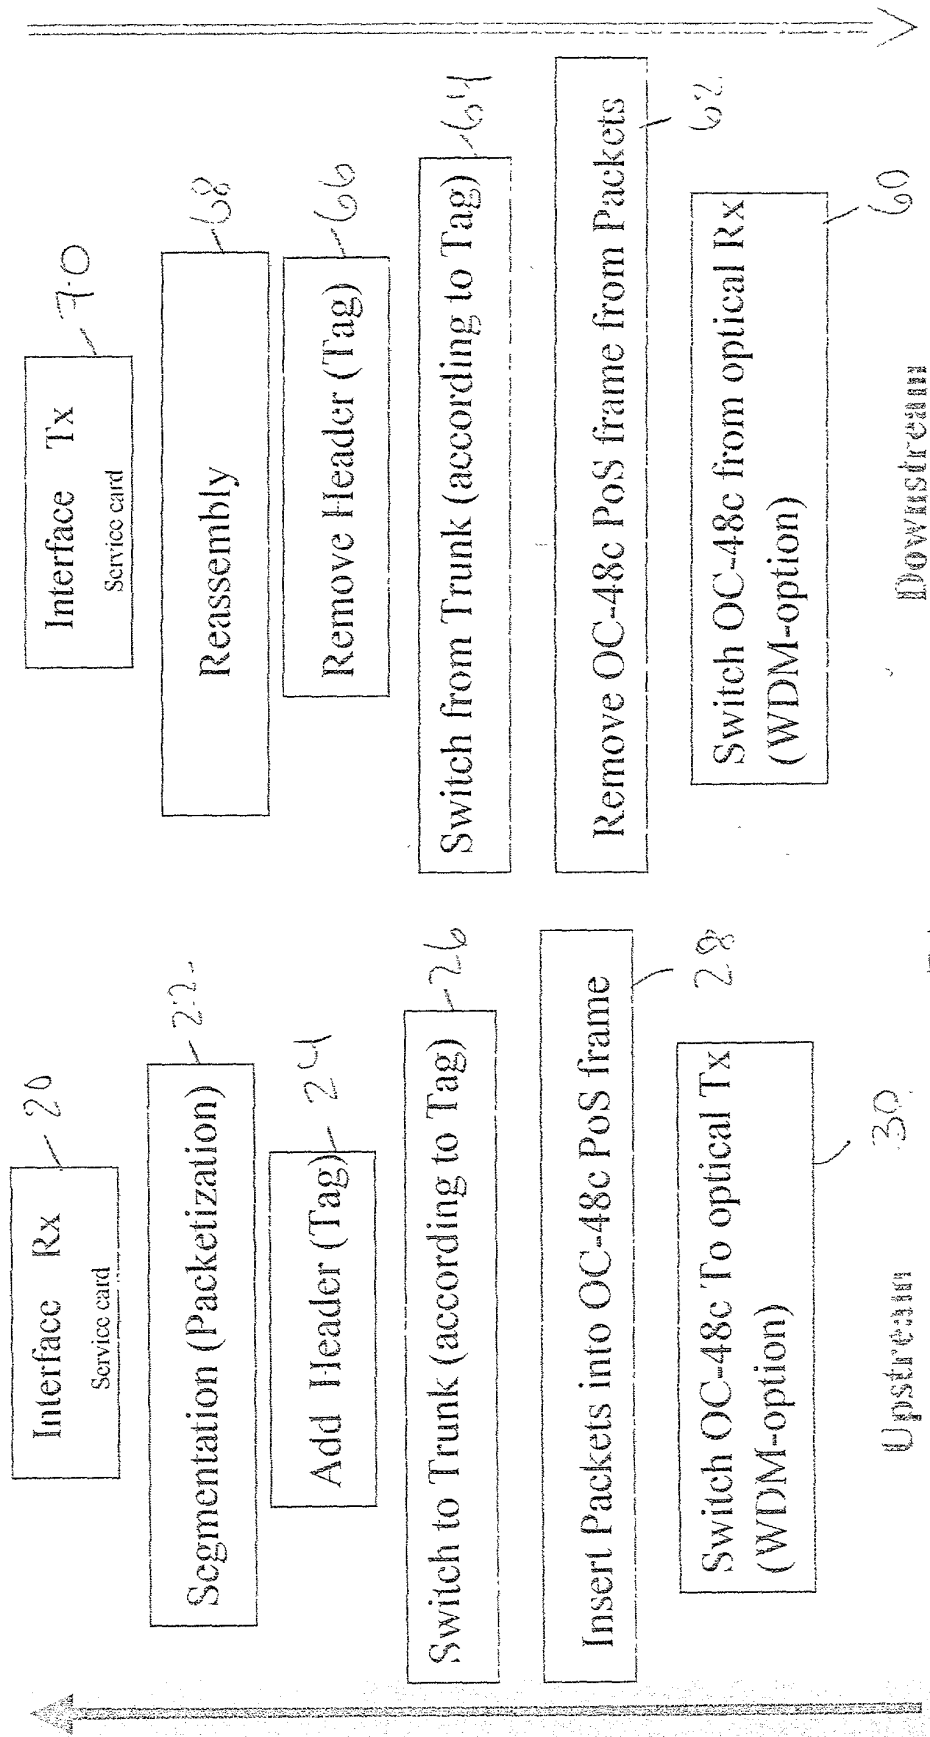 Interface Rx
Service card
20
Segmentation (Packetization)
22
Add Header (Tag)
24
Switch to Trunk (according to Tag)
26
Insert Packets into OC-48c PoS frame
28
Switch OC-48c To optical Tx
(WDM-option)
30
Upstream
Interface Tx
Service card
70
Reassembly
68
Remove Header (Tag)
66
Switch from Trunk (according to Tag)
64
Remove OC-48c PoS frame from Packets
62
Switch OC-48c from optical Rx
(WDM-option)
60
Downstream